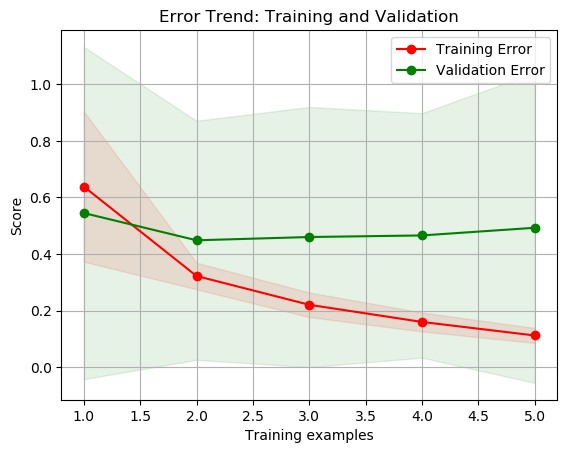 Error Trend: Training and Validation
Training Error
Validation Error
Score
1.0
0.8
0.6
0.4
0.2
0.0
1.0 1.5 2.0 2.5 3.0 3.5 4.0 4.5 5.0
Training examples